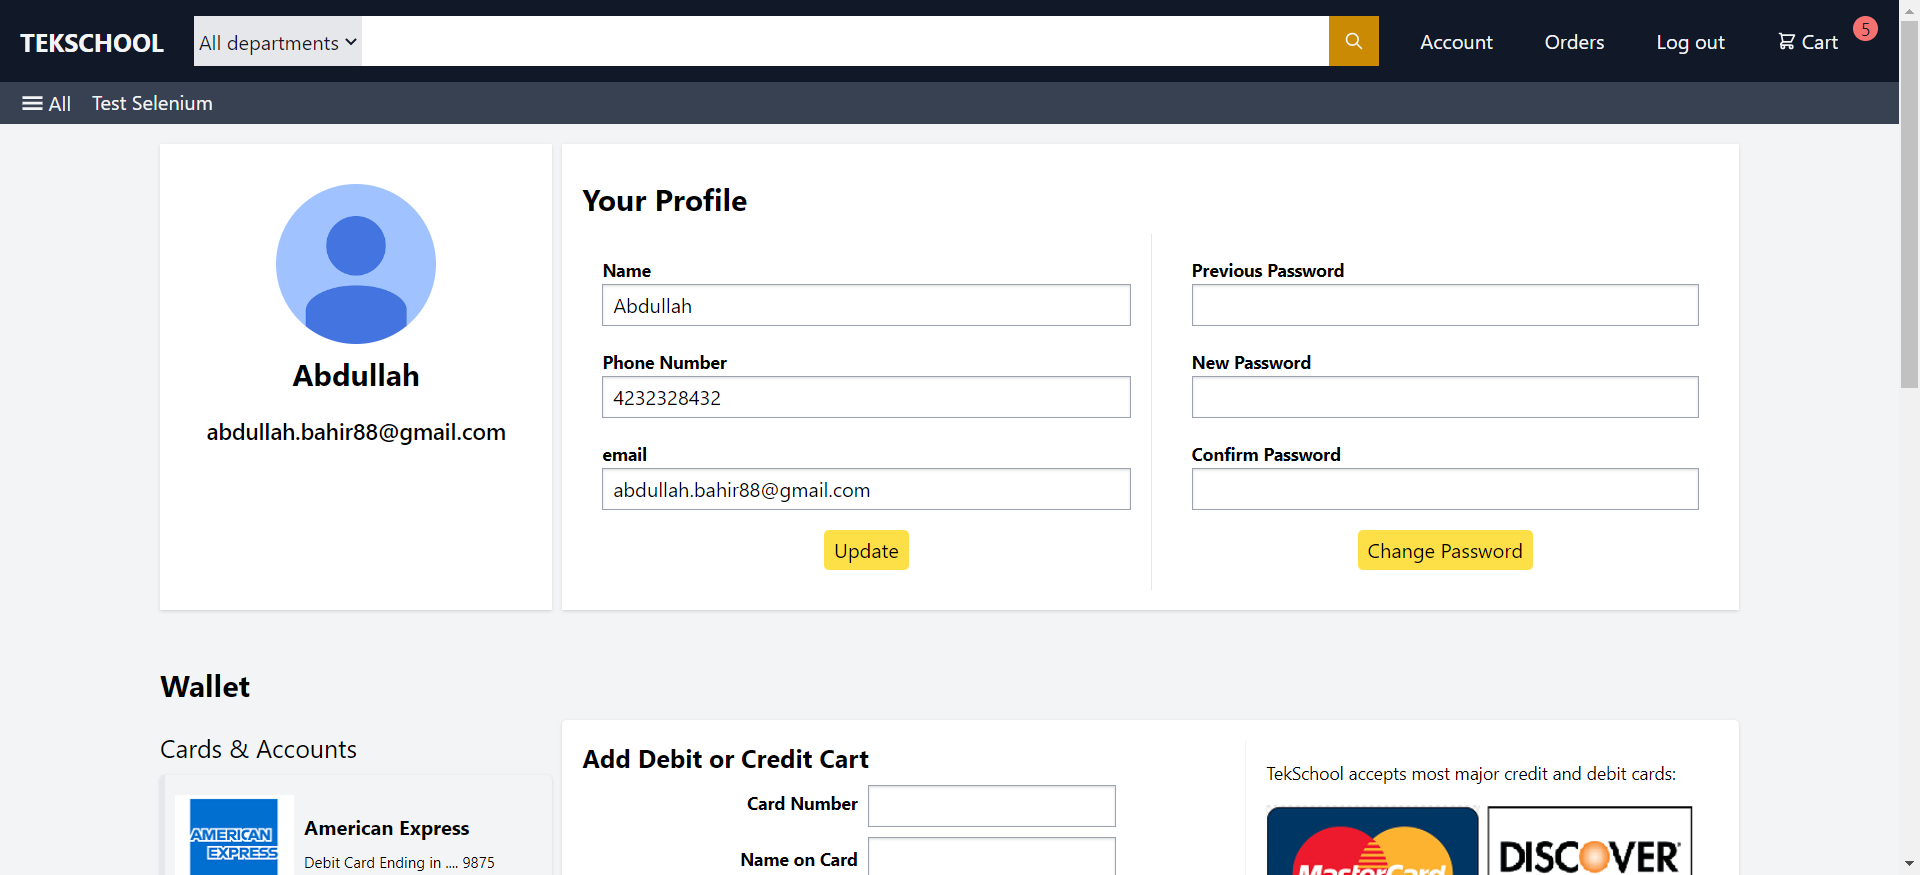 TEKSCHOOL
All departments
Account
Orders
Log out
Cart
5
All
Test Selenium
Abdullah
abdullah.bahir88@gmail.com
Your Profile
Name
Abdullah
Phone Number
4232328432
email
abdullah.bahir88@gmail.com
Update
Previous Password
New Password
Confirm Password
Change Password
Wallet
Cards & Accounts
AMERICAN
EXPRESS
American Express
Debit Card Ending in .... 9875
Add Debit or Credit Cart
Card Number
Name on Card
TekSchool accepts most major credit and debit cards:
MasterCard
DISCOVER